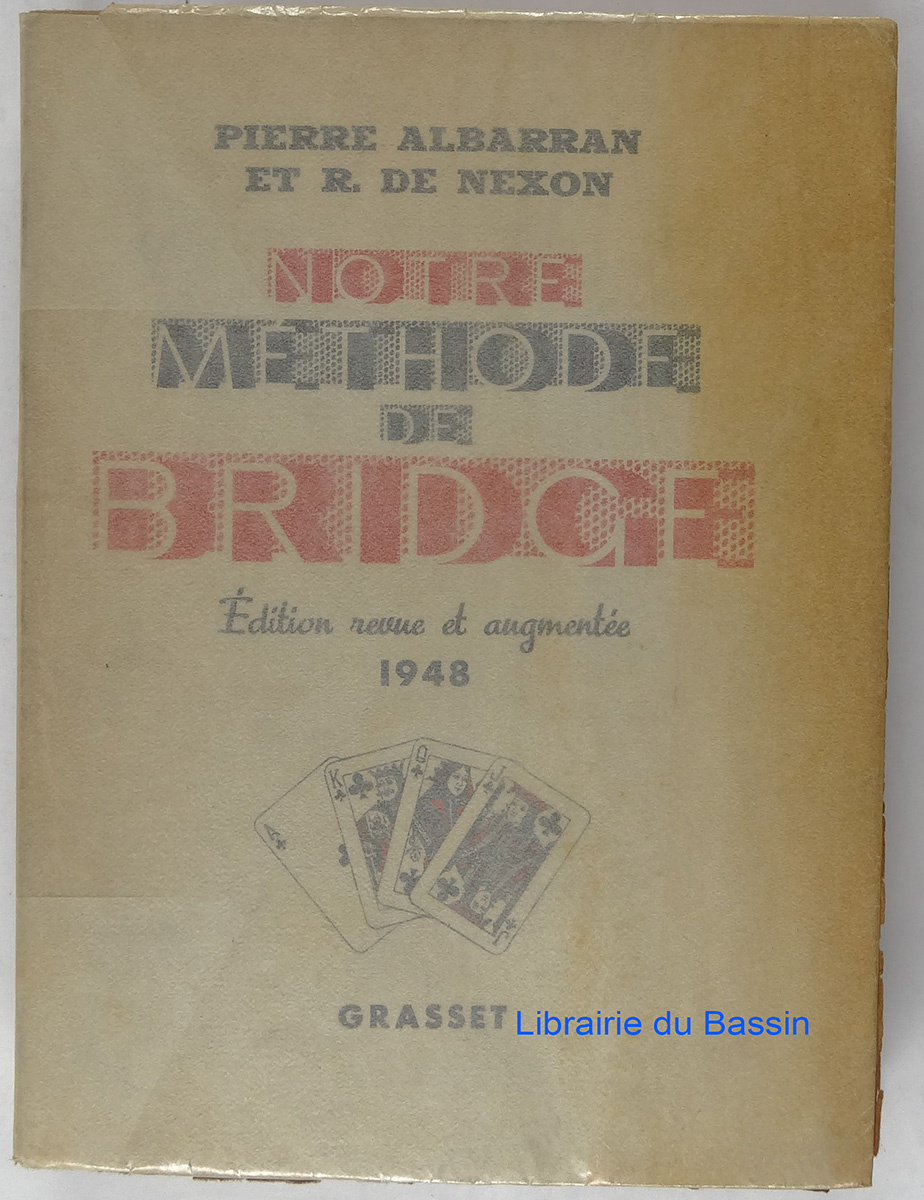 PIERRE ALBARRAN
ET R. DE NEXON
NOTRE
MÉTHODE
DE
BRIDGE
Édition revue et augmentée
1948
A
K
Q
J
J
GRASSET
Librairie du Bassin